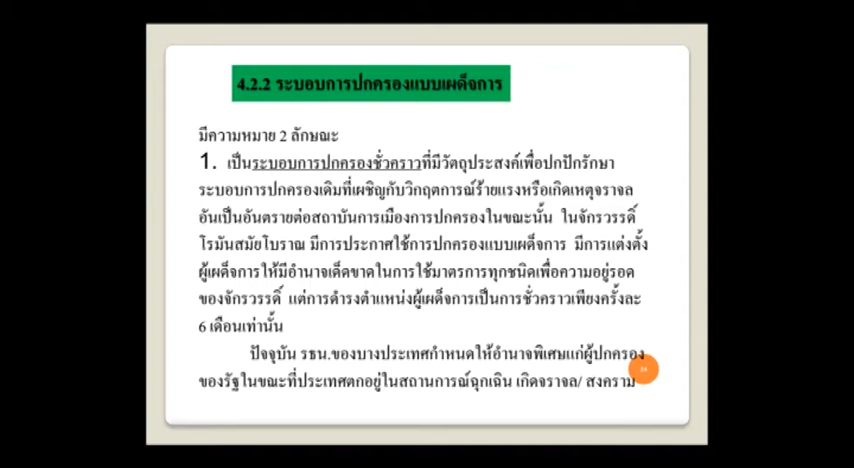 4.2.2 ระบอบการปกครองแบบเผด็จการ
มีความหมาย 2 ลักษณะ
1. เป็นระบอบการปกครองชั่วคราวที่มีวัตถุประสงค์เพื่อปกปักรักษา
ระบอบการปกครองเดิมที่เผชิญกับวิกฤตการณ์ร้ายแรงหรือเกิดเหตุจราจล
อันเป็นอันตรายต่อสถาบันการเมืองการปกครองในขณะนั้น ในจักรวรรดิ์
โรมันสมัยโบราณ มีการประกาศใช้การปกครองแบบเผด็จการ มีการแต่งตั้ง
ผู้เผด็จการให้มีอำนาจเด็ดขาดในการใช้มาตรการทุกชนิดเพื่อความอยู่รอด
ของจักรวรรดิ์ แต่การดำรงตำแหน่งผู้เผด็จการเป็นการชั่วคราวเพียงครั้งละ
6 เดือนเท่านั้น
ปัจจุบัน รธน.ของบางประเทศกำหนดให้อำนาจพิเศษแก่ผู้ปกครอง
ของรัฐในขณะที่ประเทศตกอยู่ในสถานการณ์ฉุกเฉิน เกิดจราจล/ สงคราม